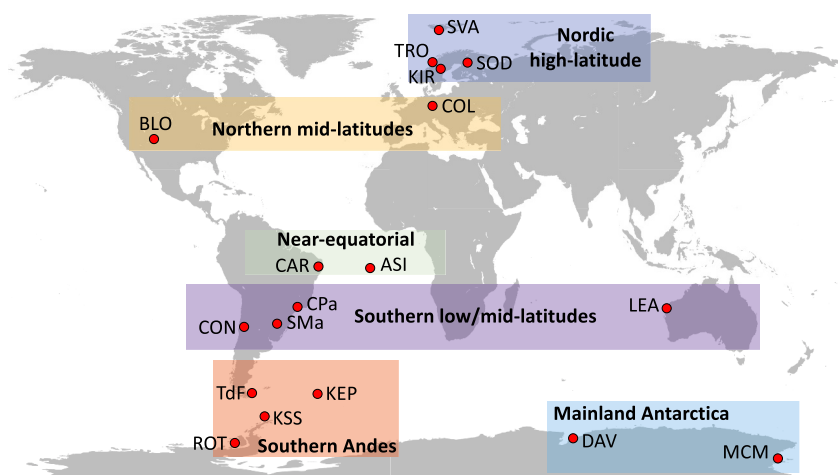 SVA
Nordic
high-latitude
TRO
KIR
SOD
COL
BLO
Northern mid-latitudes
Near-equatorial
CAR
ASI
CPa
SMa
CON
Southern low/mid-latitudes
LEA
TdF
KEP
KSS
ROT
Southern Andes
Mainland Antarctica
DAV
MCM